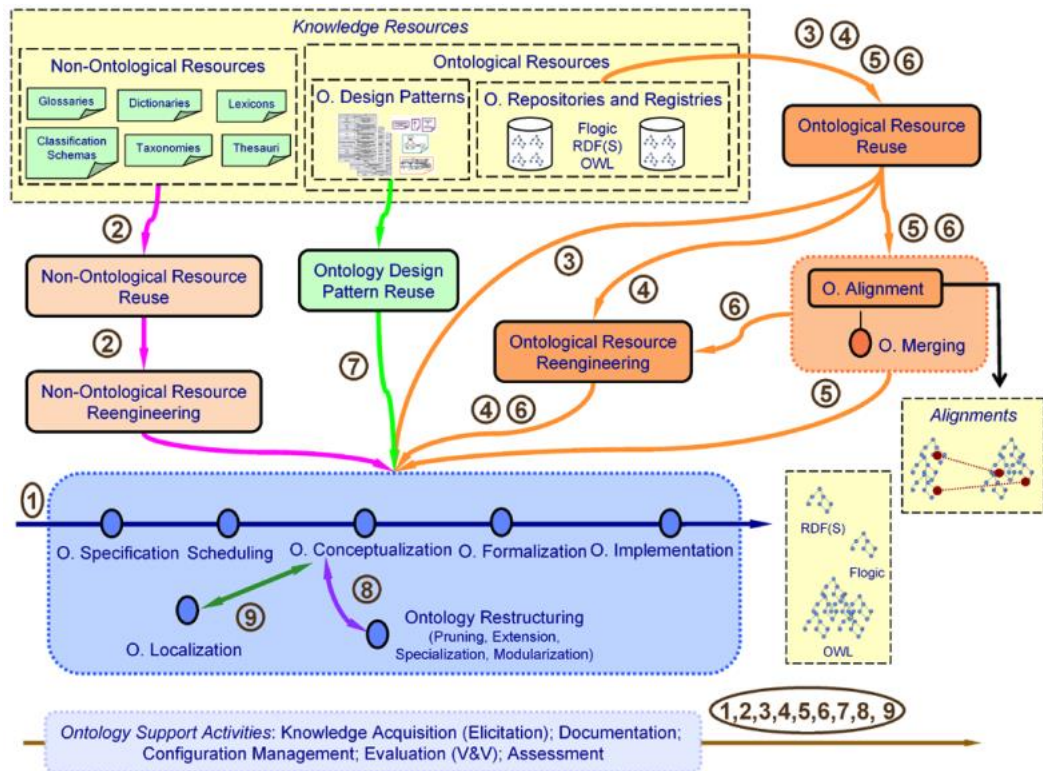 Knowledge Resources
Non-Ontological Resources
Glossaries
Dictionaries
Lexicons
Classification
Schemas
Taxonomies
Thesauri
Ontological Resources
O. Design Patterns
O. Repositories and Registries
Flogic
RDF(S)
OWL
3
4
5
6
Ontological Resource
Reuse
2
Non-Ontological Resource
Reuse
2
Non-Ontological Resource
Reengineering
Ontology Design
Pattern Reuse
7
3
4
5
6
Ontological Resource
Reengineering
6
4
6
O. Alignment
O. Merging
5
Alignments
1
O. Specification
Scheduling
O. Conceptualization
O. Formalization
O. Implementation
9
8
O. Localization
Ontology Restructuring
(Pruning, Extension,
Specialization, Modularization)
RDF(S)
Flogic
OWL
Ontology Support Activities: Knowledge Acquisition (Elicitation); Documentation;
Configuration Management; Evaluation (V&V); Assessment
1,2,3,4,5,6,7,8, 9